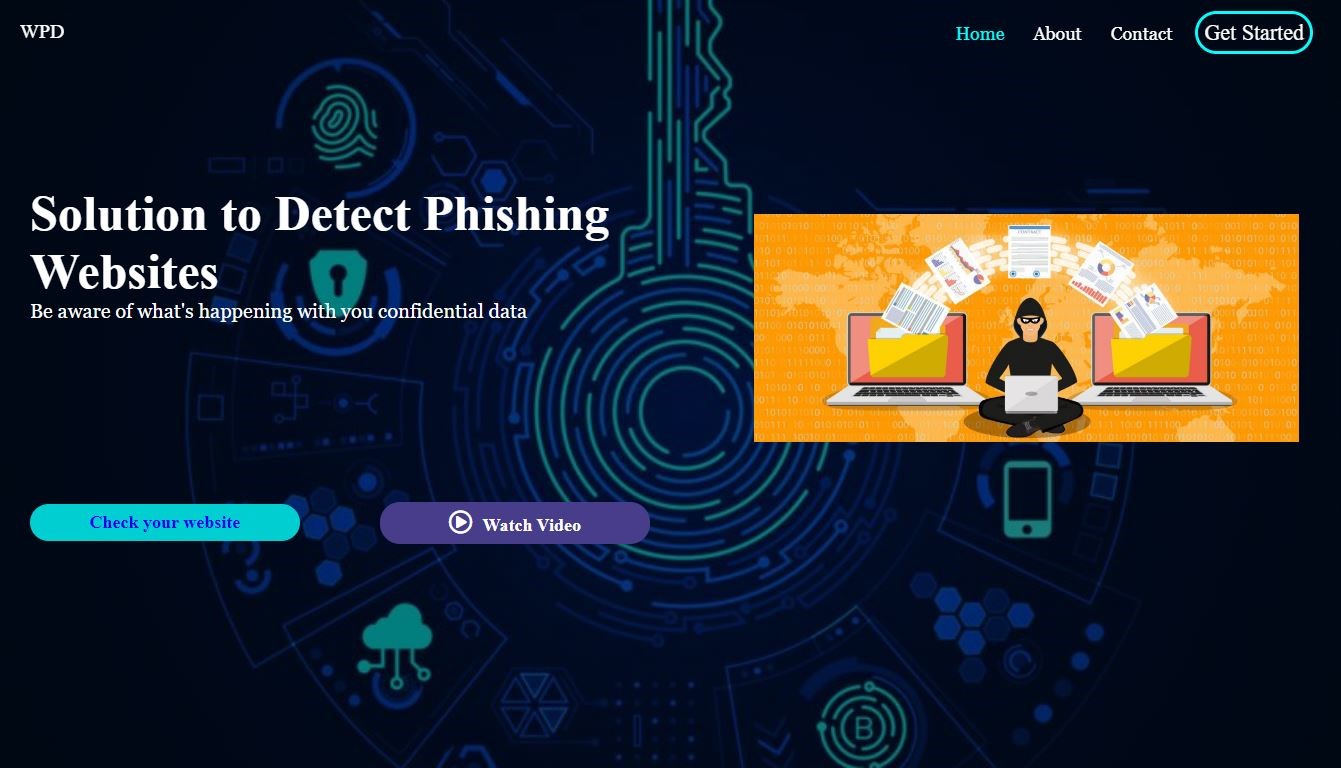 WPD
Home About Contact Get Started
Solution to Detect Phishing
Websites
Be aware of what's happening with you confidential data
CONTRACT
Check your website
Watch Video
B